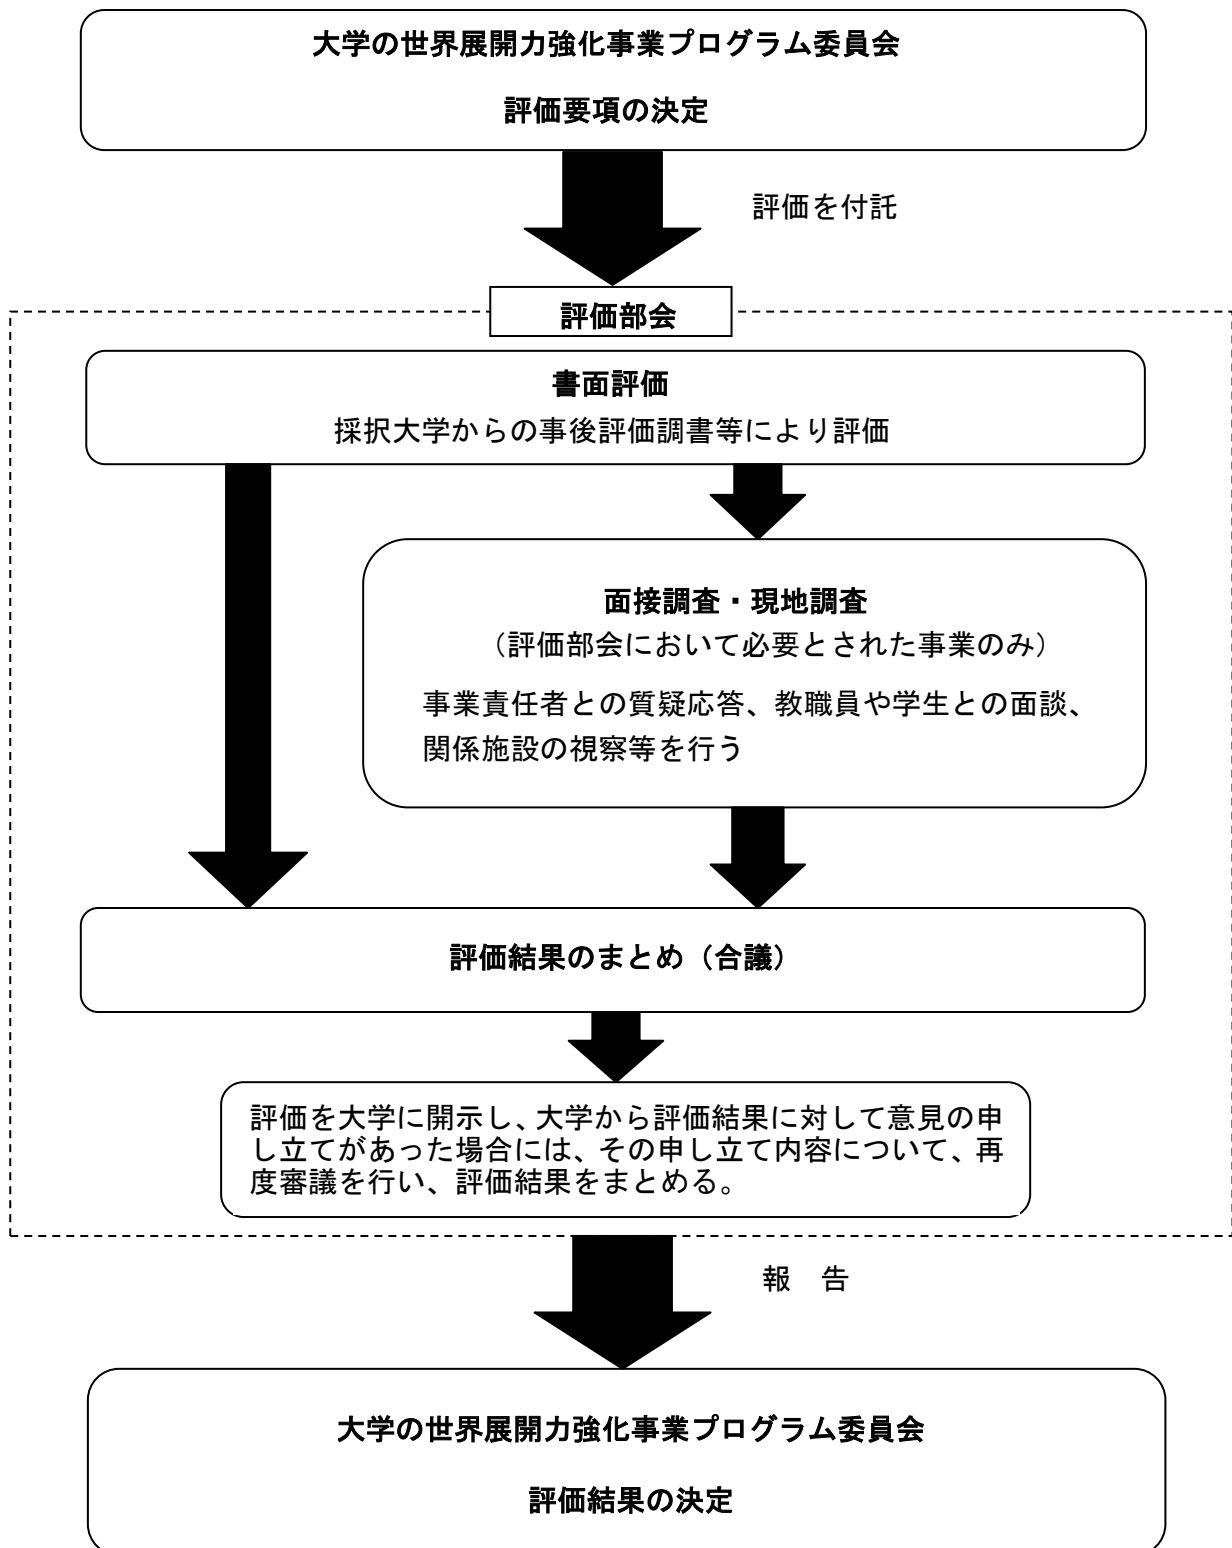 大学の世界展開力強化事業プログラム委員会
評価要項の決定
評価を付託
評価部会
書面評価
採択大学からの事後評価調書等により評価
面接調査・現地調査
（評価部会において必要とされた事業のみ）
事業責任者との質疑応答、教職員や学生との面談、
関係施設の視察等を行う
評価結果のまとめ（合議）
評価を大学に開示し、大学から評価結果に対して意見の申
し立てがあった場合には、その申し立て内容について、再
度審議を行い、評価結果をまとめる。
報　告
大学の世界展開力強化事業プログラム委員会
評価結果の決定